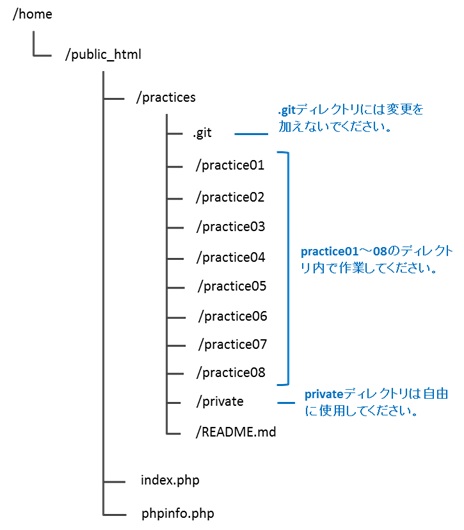 /home
/public_html
/practices
.git
.gitディレクトリには変更を
加えないでください。
/practice01
/practice02
/practice03
/practice04
practice01～08のディレクト
リ内で作業してください。
/practice05
/practice06
/practice07
/practice08
/private
privateディレクトリは自由
に使用してください。
/README.md
index.php
phpinfo.php